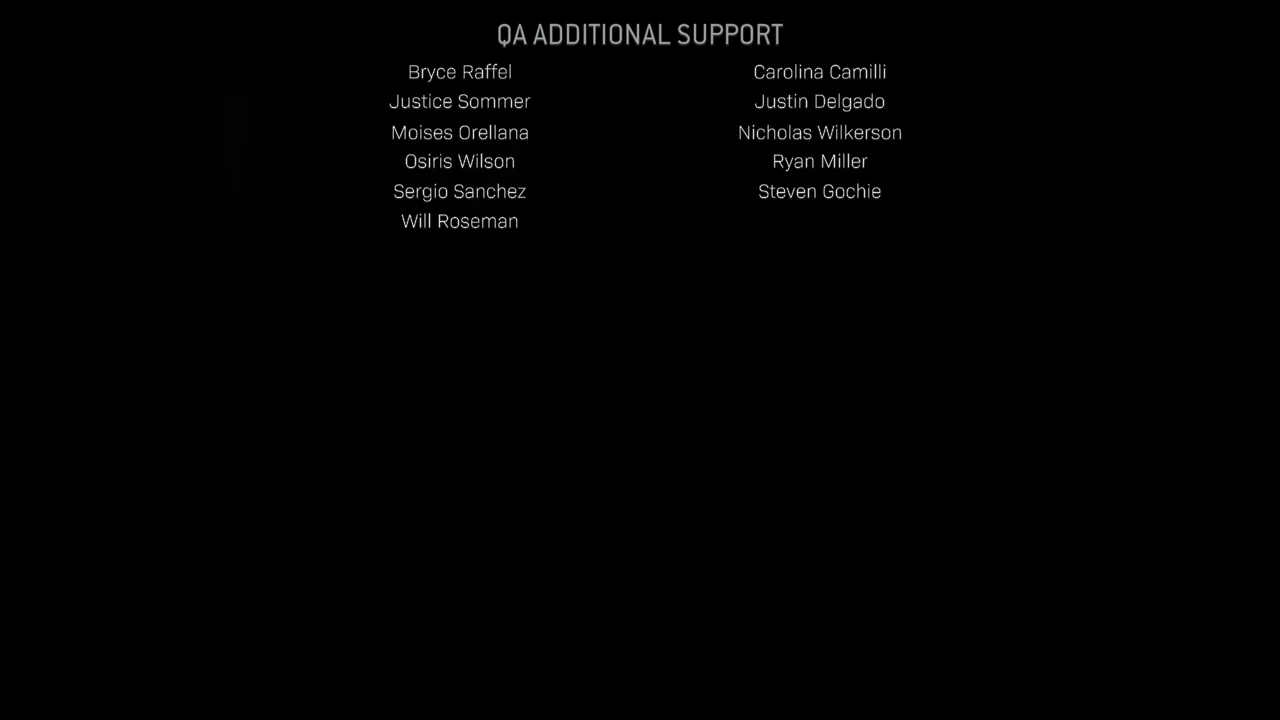 QA ADDITIONAL SUPPORT
Bryce Raffel
Carolina Camilli
Justice Sommer
Justin Delgado
Moises Orellana
Nicholas Wilkerson
Osiris Wilson
Ryan Miller
Sergio Sanchez
Steven Gochie
Will Roseman